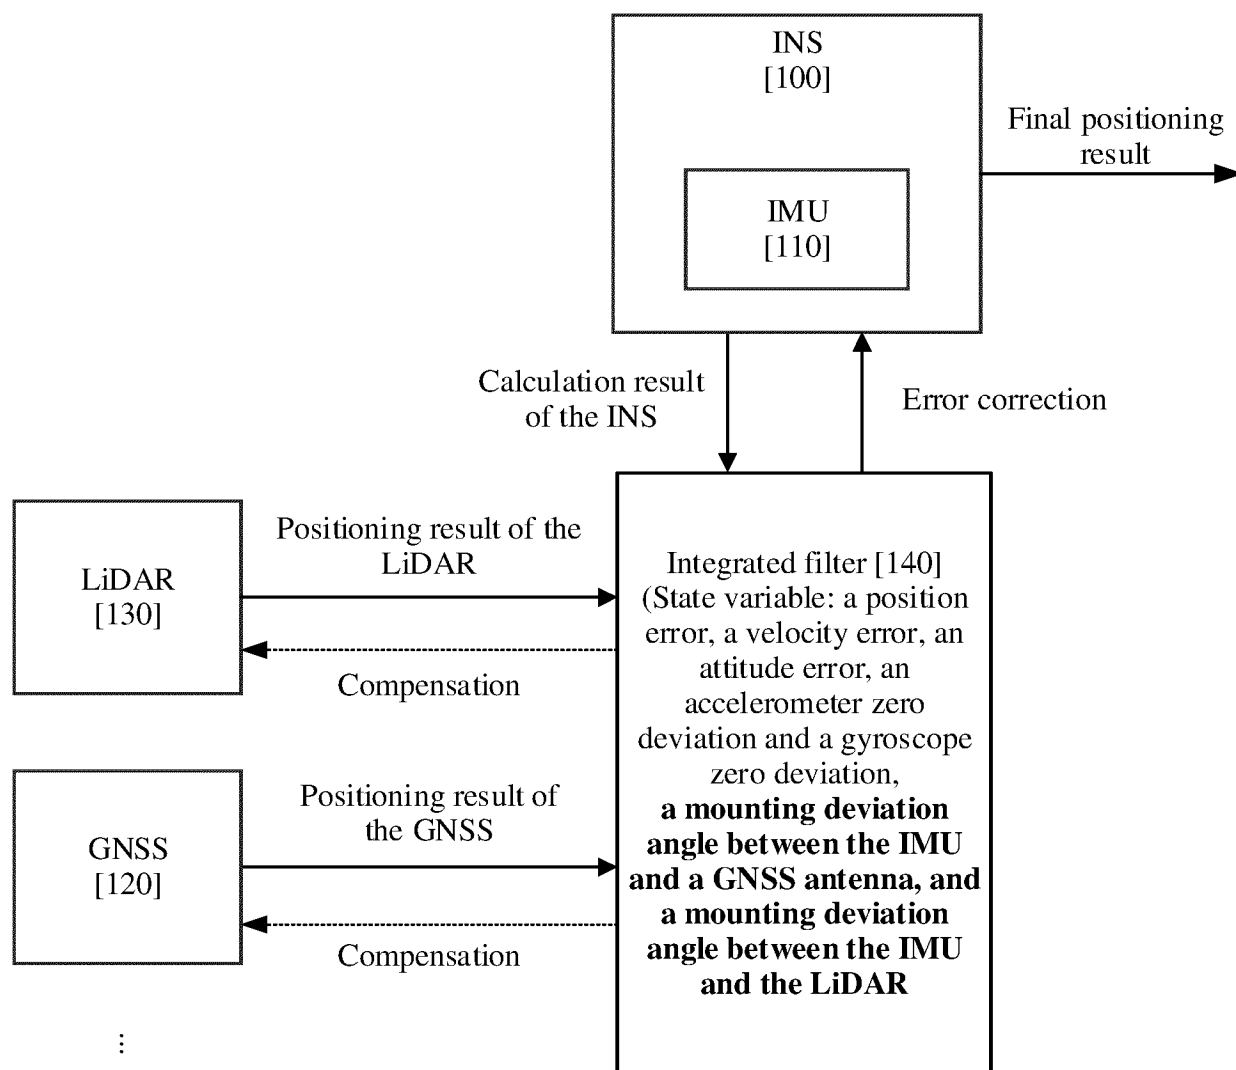 INS
[100]
Final positioning
result
IMU
[110]
Calculation result
of the INS
Error correction
LiDAR
[130]
Positioning result of the
LiDAR
Compensation
GNSS
[120]
Positioning result of
the GNSS
Compensation
Integrated filter [140]
(State variable: a position
error, a velocity error, an
attitude error, an
accelerometer zero
deviation and a gyroscope
zero deviation,
a mounting deviation
angle between the IMU
and a GNSS antenna, and
a mounting deviation
angle between the IMU
and the LiDAR
⋮